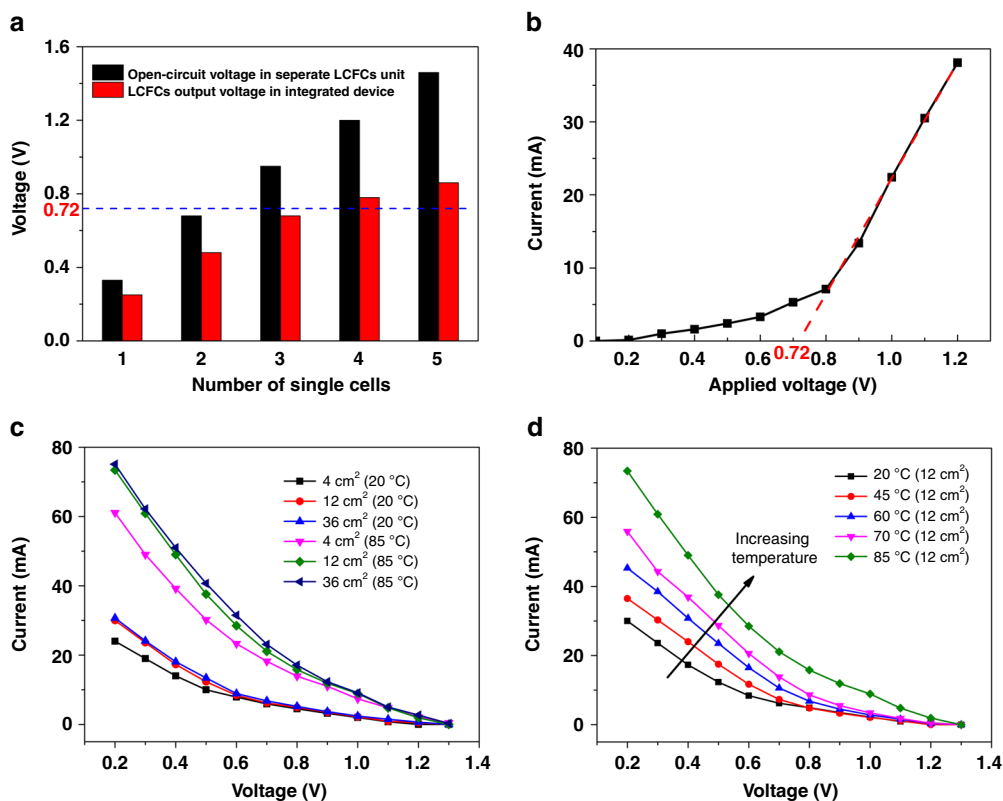 a
1.6
1.2
0.8
0.72
0.4
0.0
Voltage (V)
Open-circuit voltage in seperate LCFCs unit
LCFCs output voltage in integrated device
1 2 3 4 5
Number of single cells
b
40
30
20
10
0
Current (mA)
0.72
0.2 0.4 0.6 0.8 1.0 1.2
Applied voltage (V)
c
80
60
40
20
0
Current (mA)
4 cm² (20 °C)
12 cm² (20 °C)
36 cm² (20 °C)
4 cm² (85 °C)
12 cm² (85 °C)
36 cm² (85 °C)
0.2 0.4 0.6 0.8 1.0 1.2 1.4
Voltage (V)
d
80
60
40
20
0
Current (mA)
20 °C (12 cm²)
45 °C (12 cm²)
60 °C (12 cm²)
70 °C (12 cm²)
85 °C (12 cm²)
Increasing
temperature
0.2 0.4 0.6 0.8 1.0 1.2 1.4
Voltage (V)